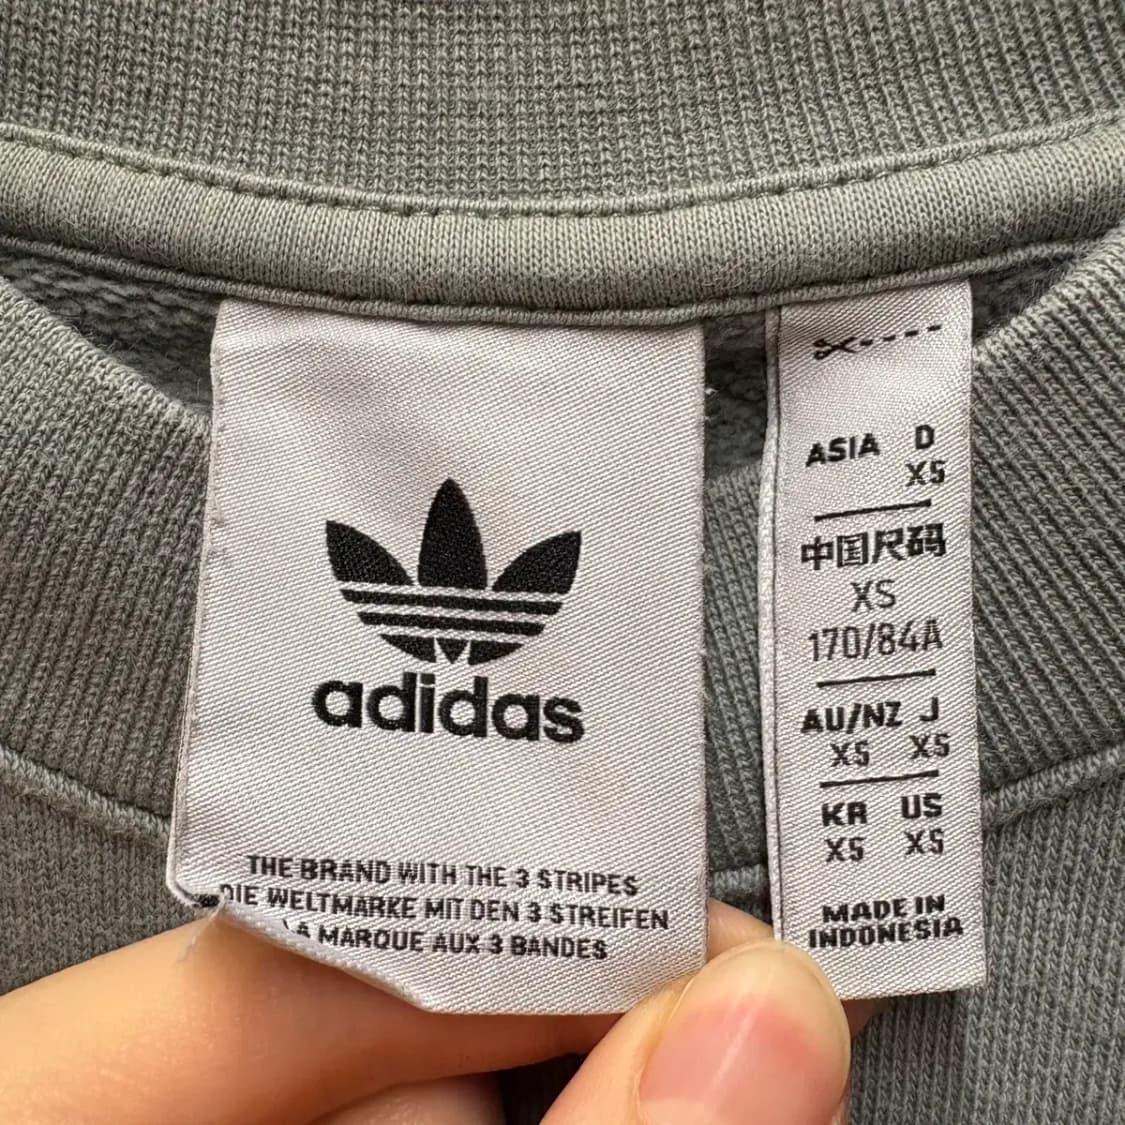 adidas
THE BRAND WITH THE 3 STRIPES
DIE WELTMARKE MIT DEN 3 STREIFEN
LA MARQUE AUX 3 BANDES
ASIA D
XS
中国尺码
XS
170/84A
AU/NZ J
XS XS
KR US
XS XS
MADE IN
INDONESIA